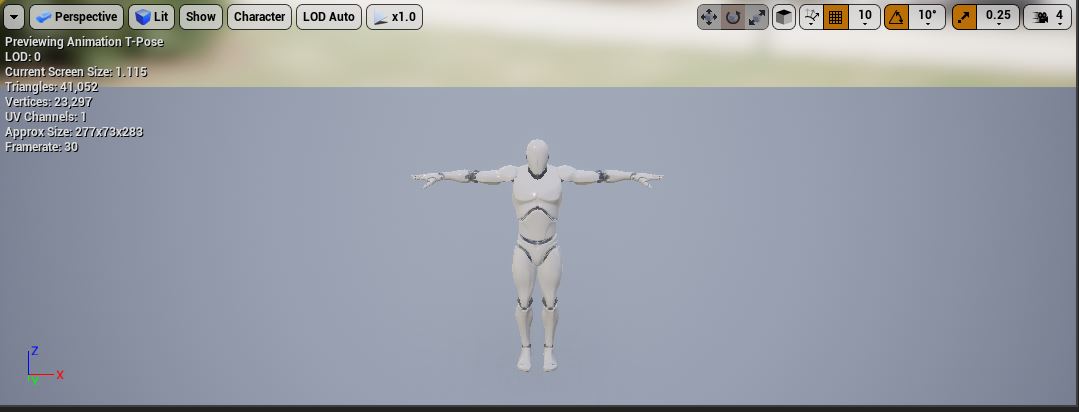 Perspective Lit Show Character LOD Auto x1.0 10 10° 0.25 4
Previewing Animation T-Pose
LOD: 0
Current Screen Size: 1.115
Triangles: 41,052
Vertices: 23,297
UV Channels: 1
Approx Size: 277x73x283
Framerate: 30
Z
X
Y